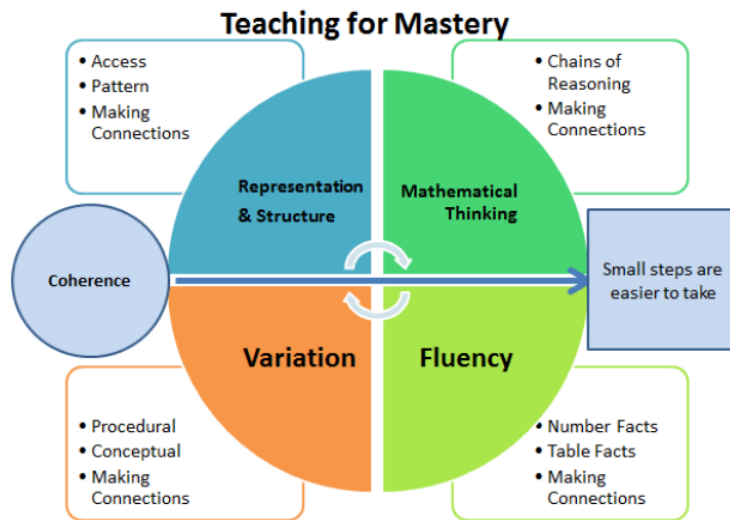 Teaching for Mastery
• Access
• Pattern
• Making
Connections
• Chains of
Reasoning
• Making
Connections
Representation
& Structure
Mathematical
Thinking
Coherence
Small steps are
easier to take
Variation
Fluency
• Procedural
• Conceptual
• Making
Connections
• Number Facts
• Table Facts
• Making
Connections